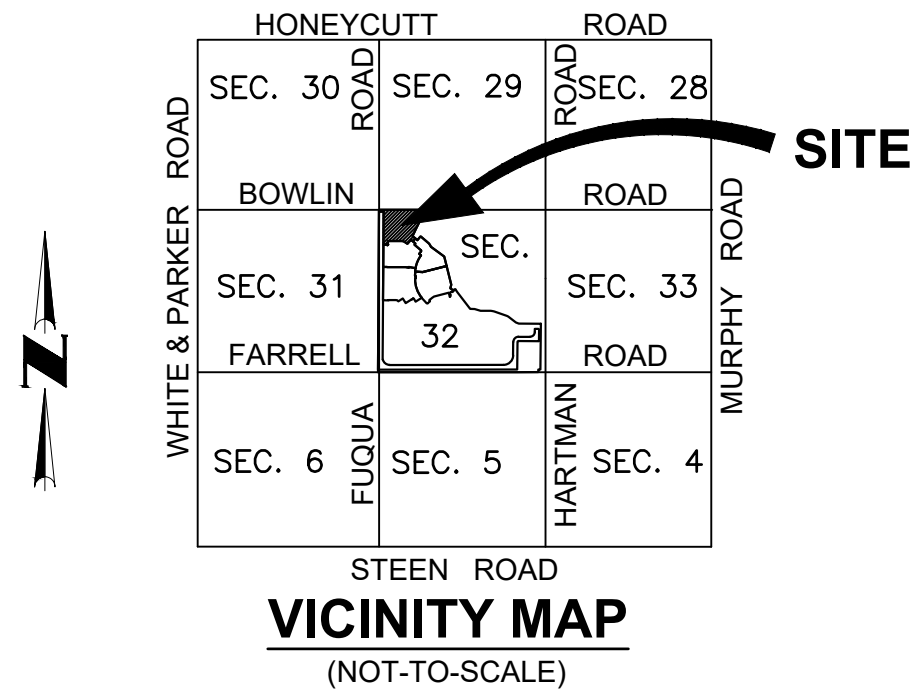 HONEYCUTT ROAD
SEC. 30
ROAD
SEC. 29
ROAD
SEC. 28
SITE
WHITE & PARKER ROAD
BOWLIN ROAD
MURPHY ROAD
SEC. 31
SEC.
32
SEC. 33
N
FARRELL ROAD
SEC. 6
FUQUA
SEC. 5
HARTMAN
SEC. 4
STEEN ROAD
VICINITY MAP
(NOT-TO-SCALE)